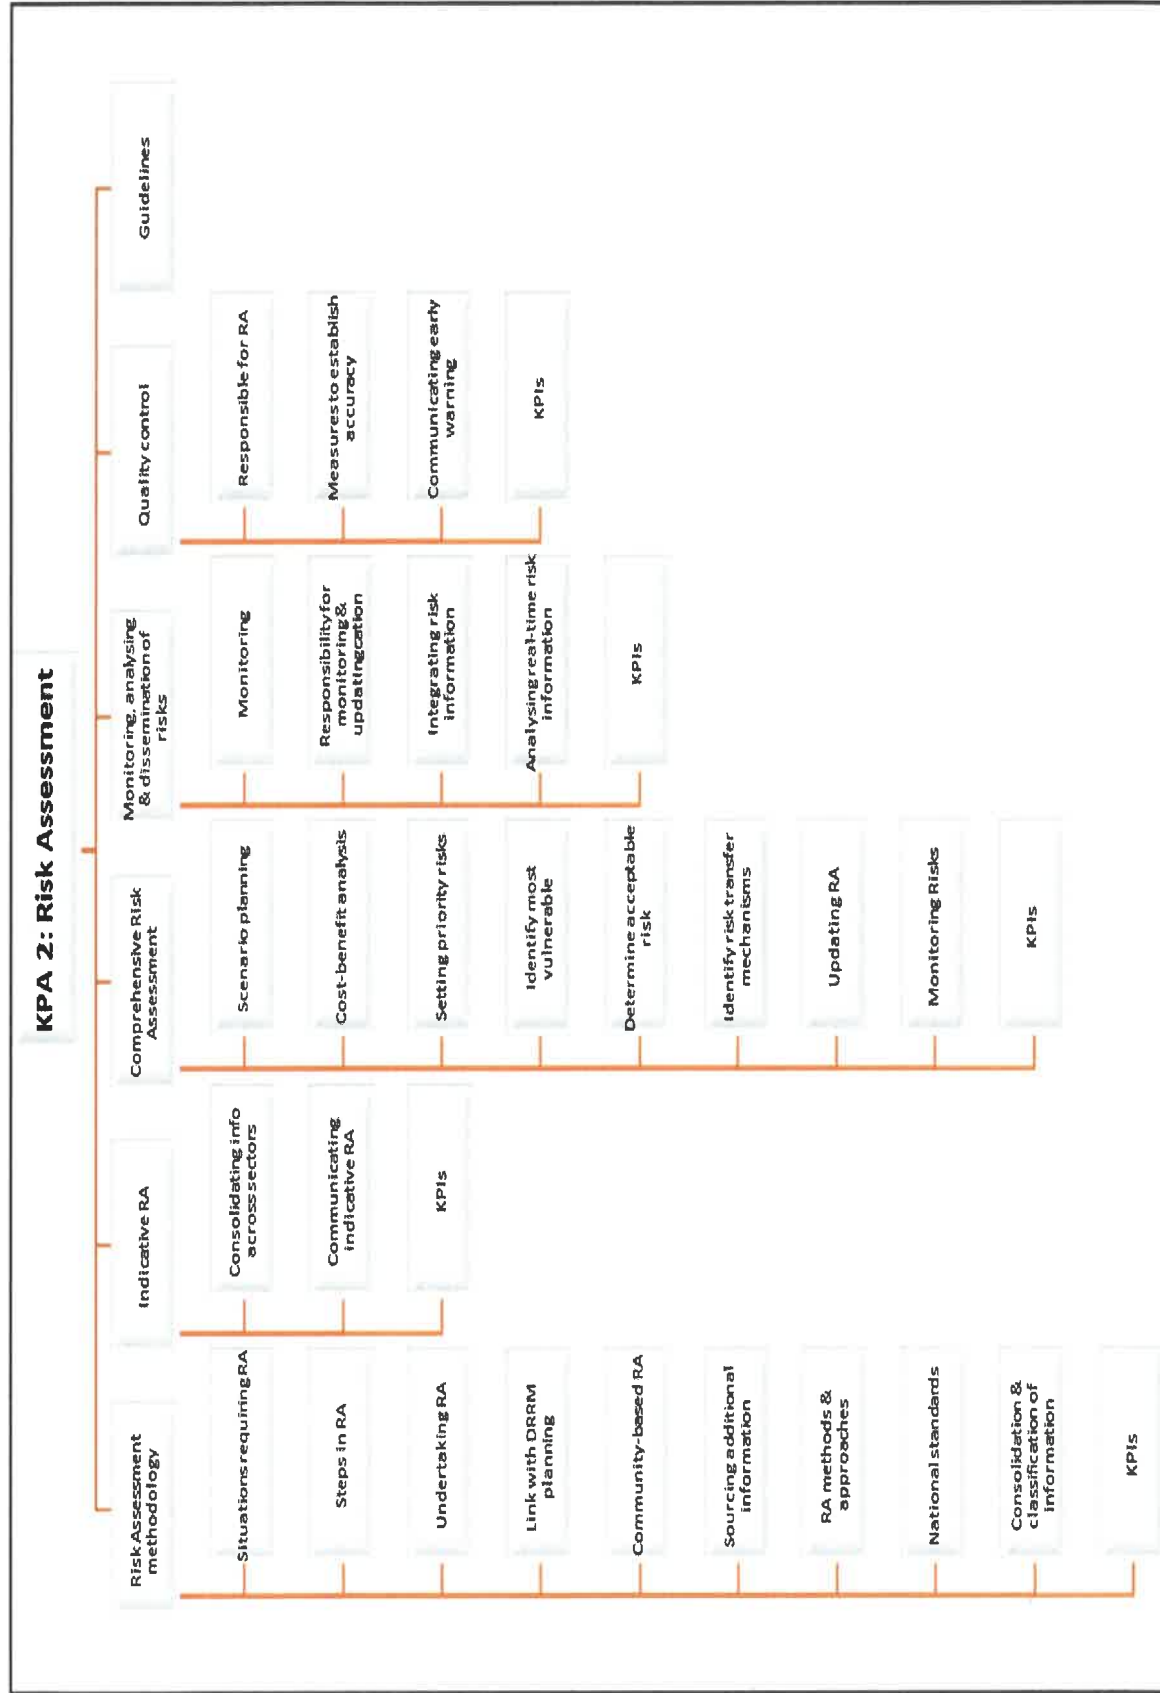 KPA 2: Risk Assessment
Risk Assessment
methodology
Situations requiring RA
Steps in RA
Undertaking RA
Link with DRRM
planning
Community-based RA
Sourcing additional
information
RA methods &
approaches
National standards
Consolidation &
classification of
information
KPIs
Indicative RA
Consolidating info
across sectors
Communicating
indicative RA
KPIs
Comprehensive Risk
Assessment
Scenario planning
Cost-benefit analysis
Setting priority risks
Identify most
vulnerable
Determine acceptable
risk
Identify risk transfer
mechanisms
Updating RA
Monitoring Risks
KPIs
Monitoring, analysing
& dissemination of
risks
Monitoring
Responsibility for
monitoring &
updatingcation
Integrating risk
information
Analysing real-time risk
information
KPIs
Quality control
Responsible for RA
Measures to establish
accuracy
Communicating early
warning
KPIs
Guidelines